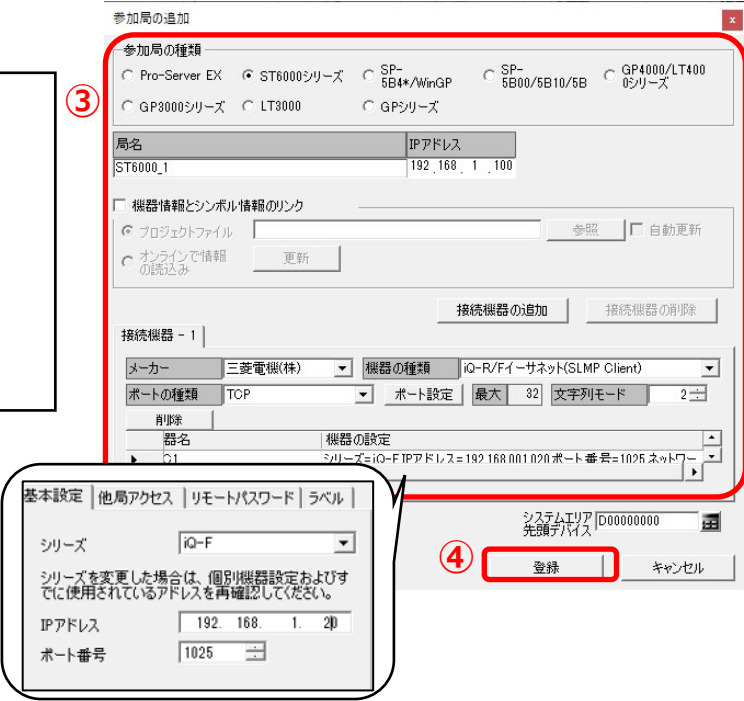 参加局の追加
x
参加局の種類
Pro-Server EX ST6000シリーズ SP-5B4*/WinGP SP-5B00/5B10/5B GP4000/LT4000シリーズ
③
GP3000シリーズ LT3000 GPシリーズ
局名 IPアドレス
ST6000_1 192 .168 . 1 .100
機器情報とシンボル情報のリンク
プロジェクトファイル 参照 自動更新
オンラインで情報の読込み 更新
接続機器の追加 接続機器の削除
接続機器 - 1
メーカー 三菱電機(株) 機器の種類 iQ-R/Fイーサネット(SLMP Client)
ポートの種類 TCP ポート設定 最大 32 文字列モード 2
削除
器名 機器の設定
C1 シリーズ=iQ-F IPアドレス=192.168.001.020 ポート番号=1025 ネットワー
基本設定 他局アクセス リモートパスワード ラベル
シリーズ iQ-F
シリーズを変更した場合は、個別機器設定およびす
でに使用されているアドレスを再確認してください。
IPアドレス 192. 168. 1. 20
ポート番号 1025
システムエリア先頭デバイス D00000000
④
登録 キャンセル